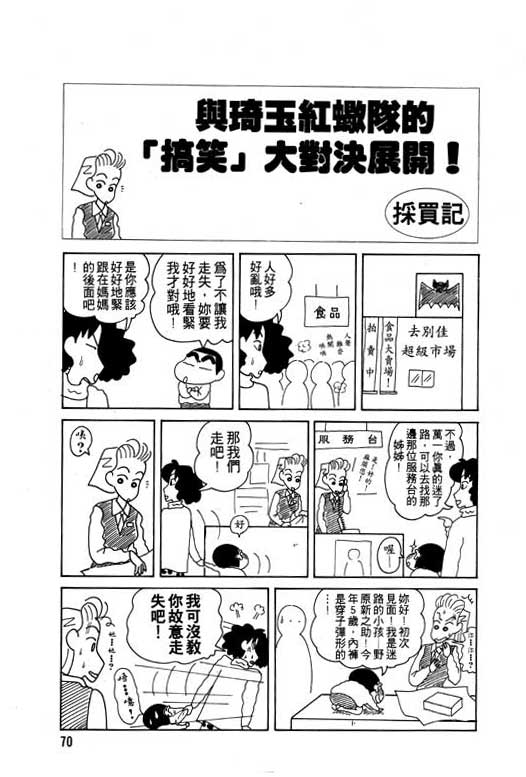 與琦玉紅蠍隊的
「搞笑」大對決展開！
採買記
去別佳
超級市場
食品大賣場！
拍賣中
食品
人好多
好亂哦！
為了不讓我
走失，妳要
好好地看緊
我才對哦！
是你應該
好好地緊
跟在媽媽
的後面吧
！
不過，
萬一你真的迷了
路，可以去找那
邊那位服務台的
姊姊！
喔—
服務台
那我們
走吧！
好
咦？
妳好！初次
見面！我是迷
路的小孩—野
原新之助！今
年5歲，內褲
是穿子彈形的
…！
我可沒教
你故意走
失吧！
70